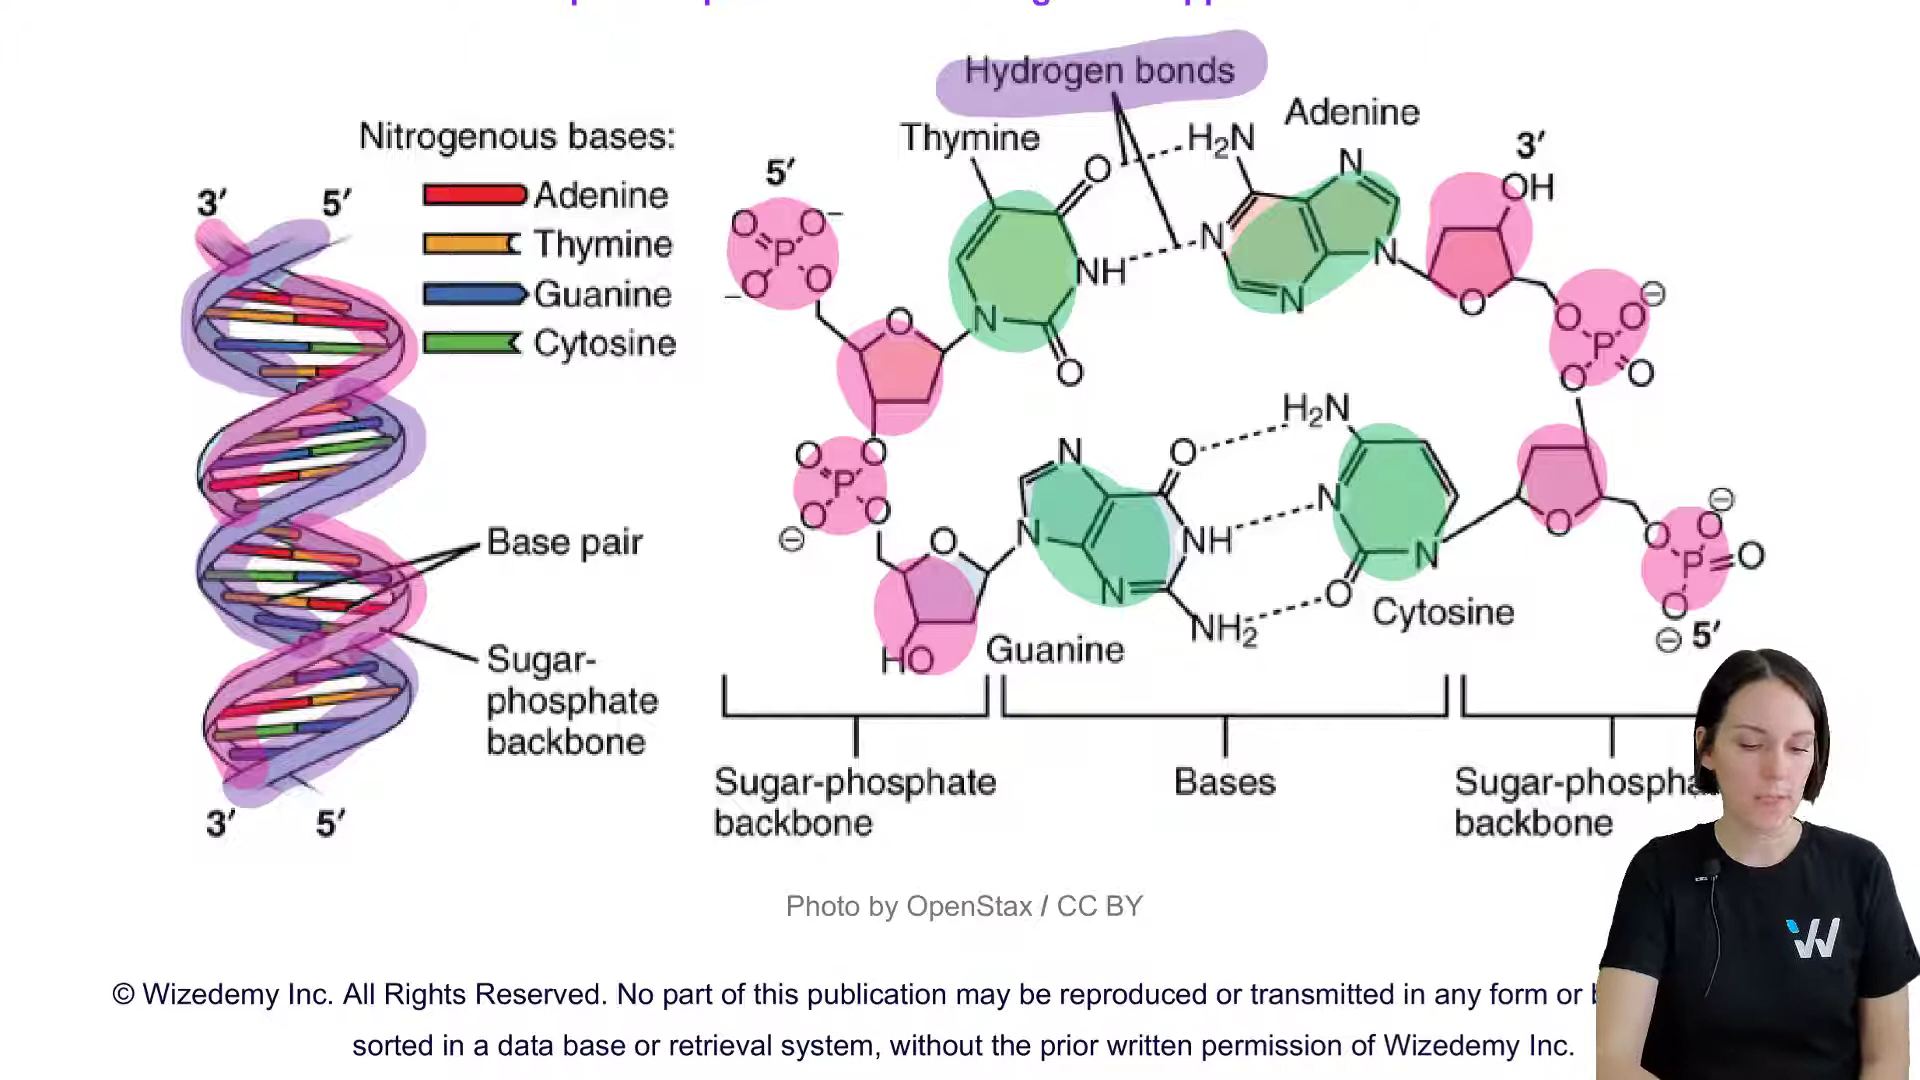 Hydrogen bonds
Adenine
Nitrogenous bases:
Thymine
H₂N
3′
5′
O
N
OH
Adenine
3′
5′
O
O⁻
Thymine
P
N
NH
N
⊖
Guanine
⁻O
O
N
O
O
O
Cytosine
O
N
O
P
O
O
O
H₂N
N
O
O
O
P
N
NH
N
⊖
⊖
O
O
O
Base pair
O
N
N
O
O
P
O
N
O
Cytosine
O
Sugar-
phosphate
backbone
HO
Guanine
NH₂
⊖
5′
Sugar-phosphate
backbone
Bases
Sugar-phospha
backbone
3′
5′
Photo by OpenStax / CC BY
© Wizedemy Inc. All Rights Reserved. No part of this publication may be reproduced or transmitted in any form or
sorted in a data base or retrieval system, without the prior written permission of Wizedemy Inc.
W